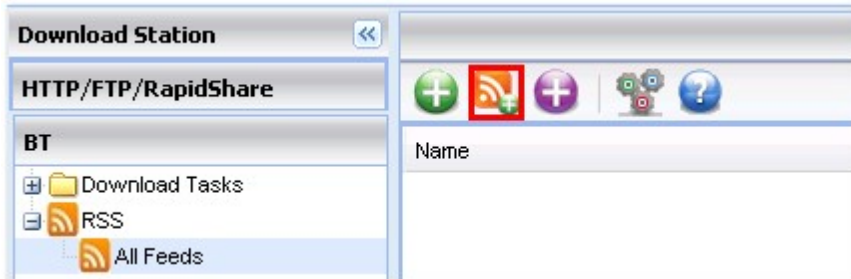 Download Station
HTTP/FTP/RapidShare
BT
Download Tasks
RSS
All Feeds
Name